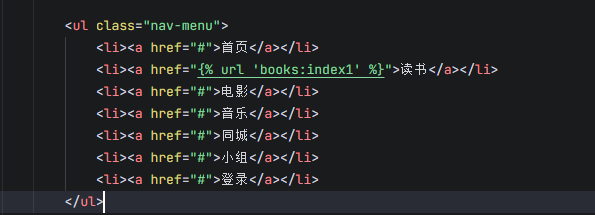 <ul class="nav-menu">
<li><a href="#">首页</a></li>
<li><a href="{% url 'books:index1' %}">读书</a></li>
<li><a href="#">电影</a></li>
<li><a href="#">音乐</a></li>
<li><a href="#">同城</a></li>
<li><a href="#">小组</a></li>
<li><a href="#">登录</a></li>
</ul>